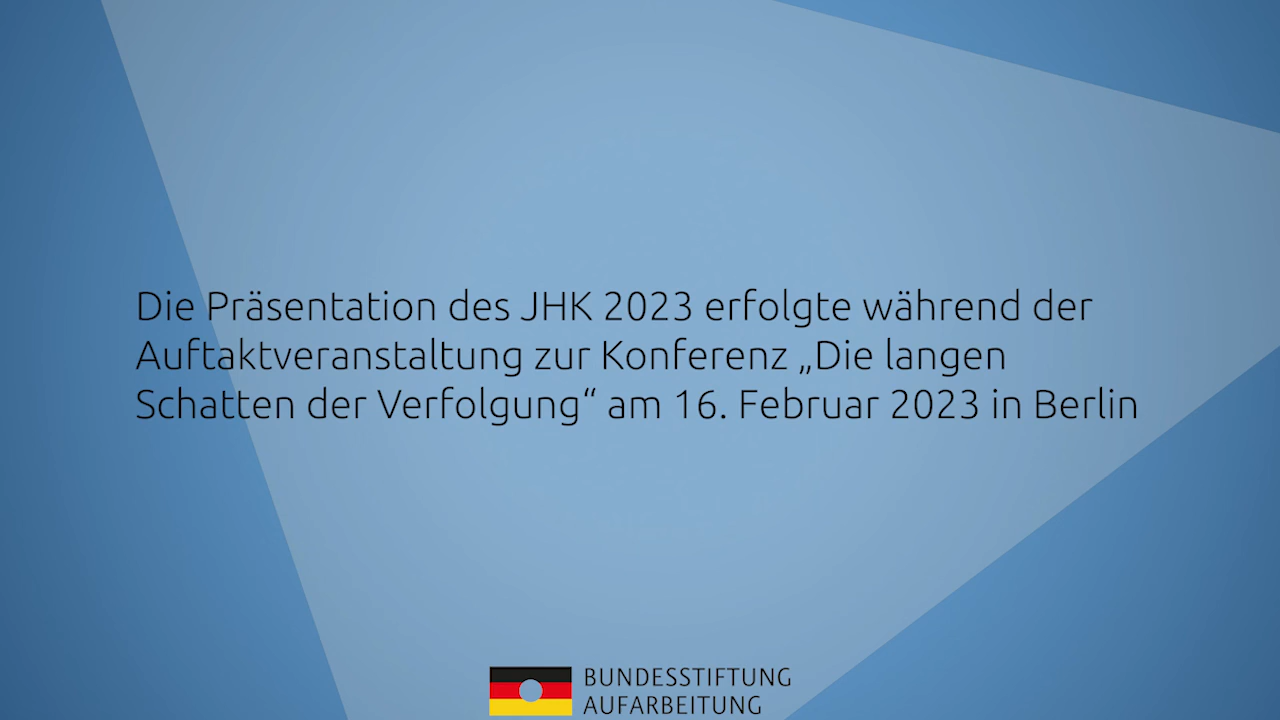 Die Präsentation des JHK 2023 erfolgte während der
Auftaktveranstaltung zur Konferenz „Die langen
Schatten der Verfolgung“ am 16. Februar 2023 in Berlin
BUNDESSTIFTUNG
AUFARBEITUNG